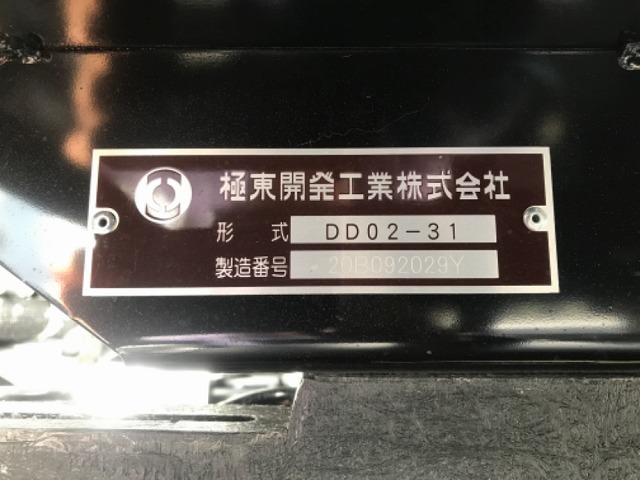 極東開発工業株式会社
形 式 DD02-31
製造番号 20B092029Y